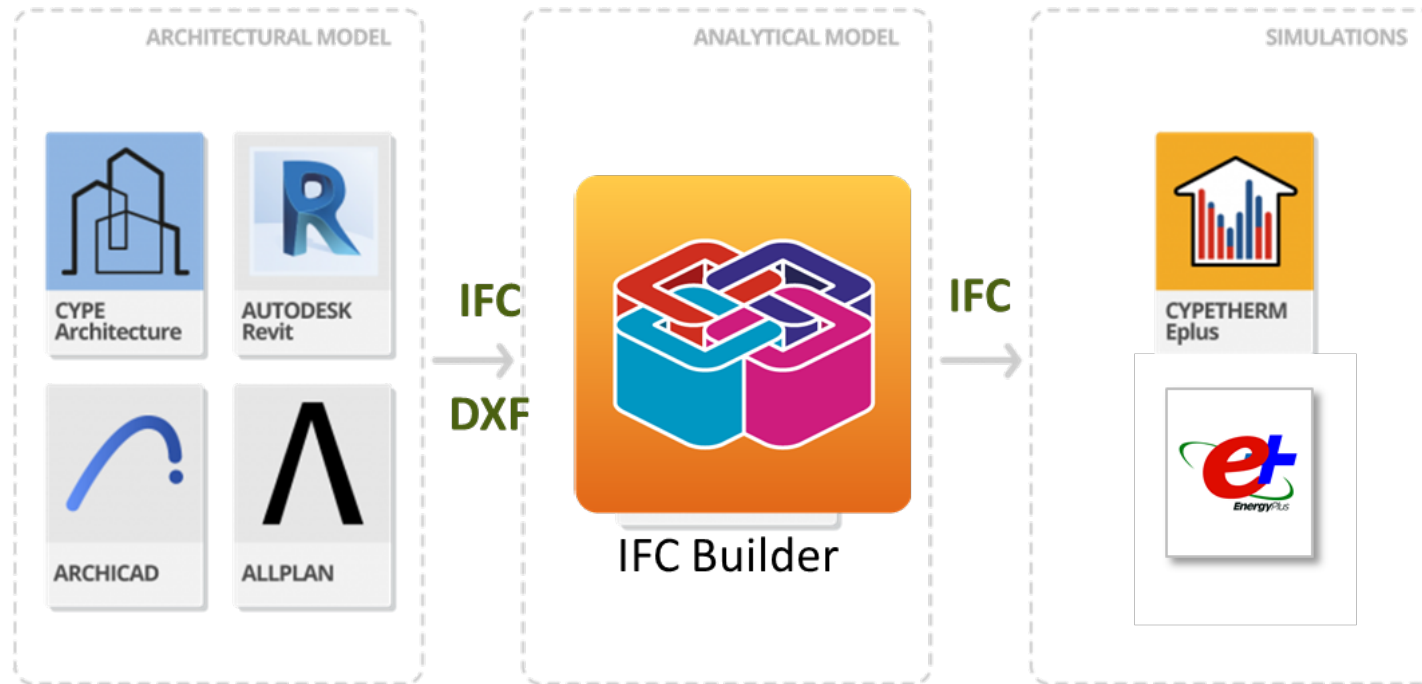 ARCHITECTURAL MODEL
CYPE
Architecture
AUTODESK
Revit
ARCHICAD
ALLPLAN
IFC
DXF
ANALYTICAL MODEL
IFC Builder
IFC
SIMULATIONS
CYPETHERM
Eplus
e+
EnergyPlus